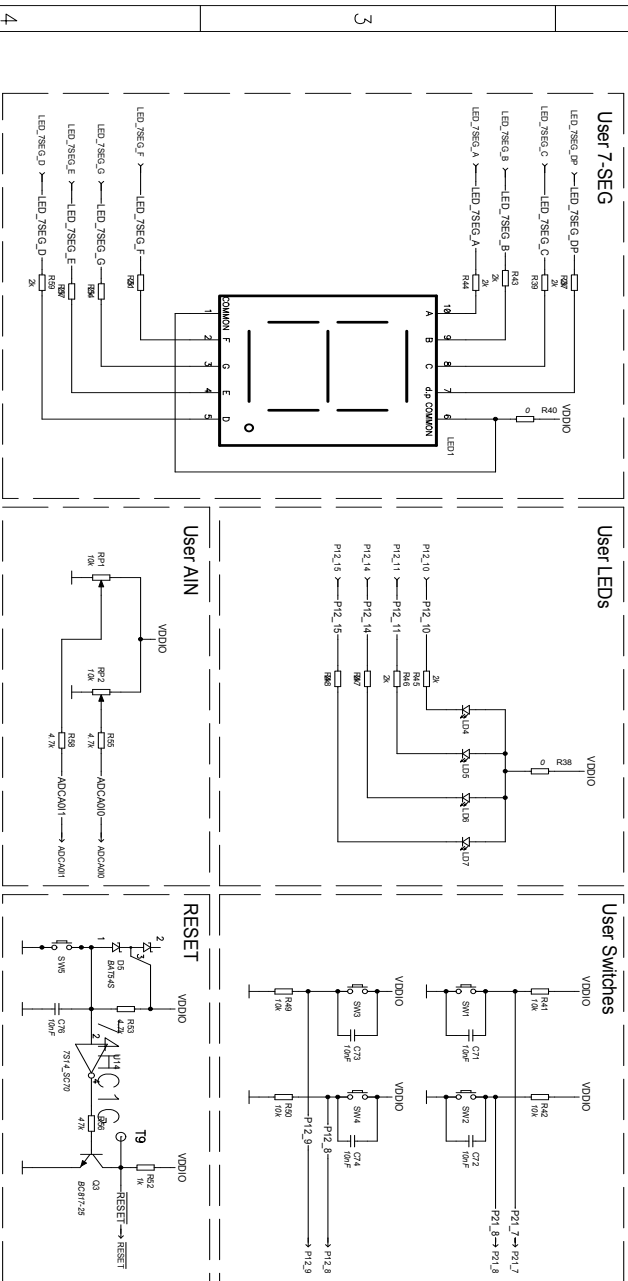 4
3
User 7-SEG
LED_7SEG_DP LED_7SEG_DP
LED_7SEG_C LED_7SEG_C
R39 2k
LED_7SEG_B LED_7SEG_B
R43 2k
LED_7SEG_A LED_7SEG_A
R44 2k
LED_7SEG_F LED_7SEG_F
LED_7SEG_G LED_7SEG_G
LED_7SEG_E LED_7SEG_E
LED_7SEG_D LED_7SEG_D
R59 2k
VDDIO
R40 0
LED1
10 9 8 7 6
A B C d.p COMMON
COMMON F G E D
1 2 3 4 5
User LEDs
VDDIO
R38 0
P12_10 P12_10
R45 2k
P12_11 P12_11
R46 2k
P12_14 P12_14
P12_15 P12_15
LD4
LD5
LD6
LD7
User AIN
VDDIO
RP1 10k
RP2 10k
R55 4.7k
ADCA0I0 ADCA0I0
R58 4.7k
ADCA0I1 ADCA0I1
User Switches
VDDIO
R41 10k
SW1
C71 10nF
P21_7 P21_7
VDDIO
R42 10k
SW2
C72 10nF
P21_8 P21_8
VDDIO
SW3
C73 10nF
R49 10k
P12_9 P12_9
VDDIO
SW4
C74 10nF
R50 10k
P12_8 P12_8
RESET
VDDIO
2
3
1
D5
BAT54S
R53 4.7k
SW5
C76 10nF
U14
2
4
7S14_SC70
47k
T9
VDDIO
R52 1k
Q3
BC817-25
RESET RESET